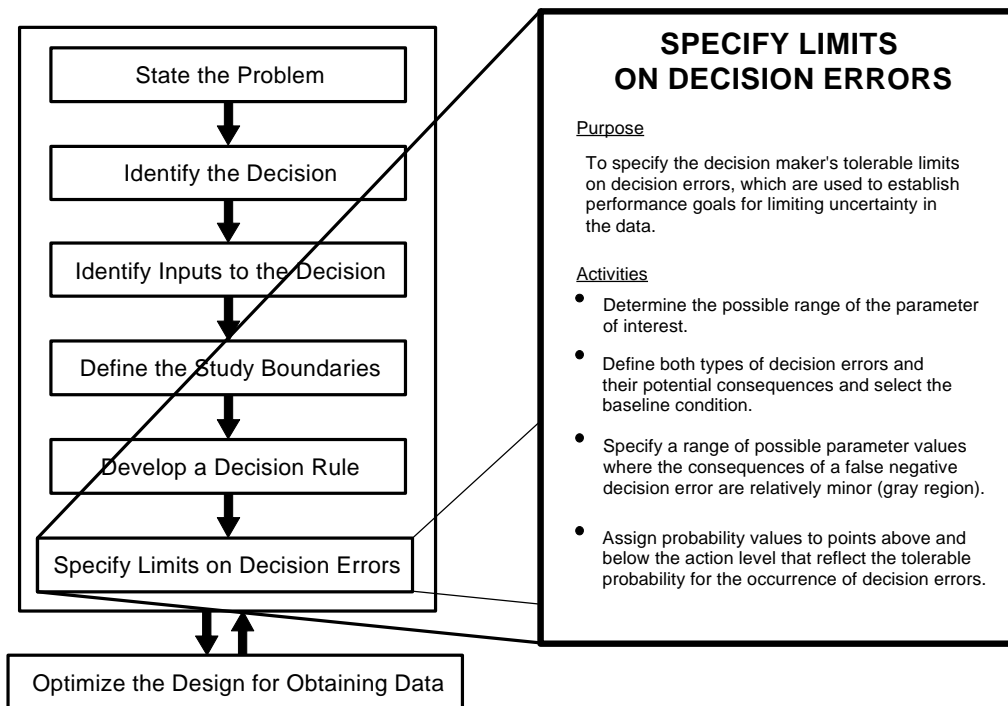 State the Problem
Identify the Decision
Identify Inputs to the Decision
Define the Study Boundaries
Develop a Decision Rule
Specify Limits on Decision Errors
Optimize the Design for Obtaining Data
SPECIFY LIMITS
ON DECISION ERRORS
Purpose
To specify the decision maker's tolerable limits
on decision errors, which are used to establish
performance goals for limiting uncertainty in
the data.
Activities
• Determine the possible range of the parameter
of interest.
• Define both types of decision errors and
their potential consequences and select the
baseline condition.
• Specify a range of possible parameter values
where the consequences of a false negative
decision error are relatively minor (gray region).
• Assign probability values to points above and
below the action level that reflect the tolerable
probability for the occurrence of decision errors.